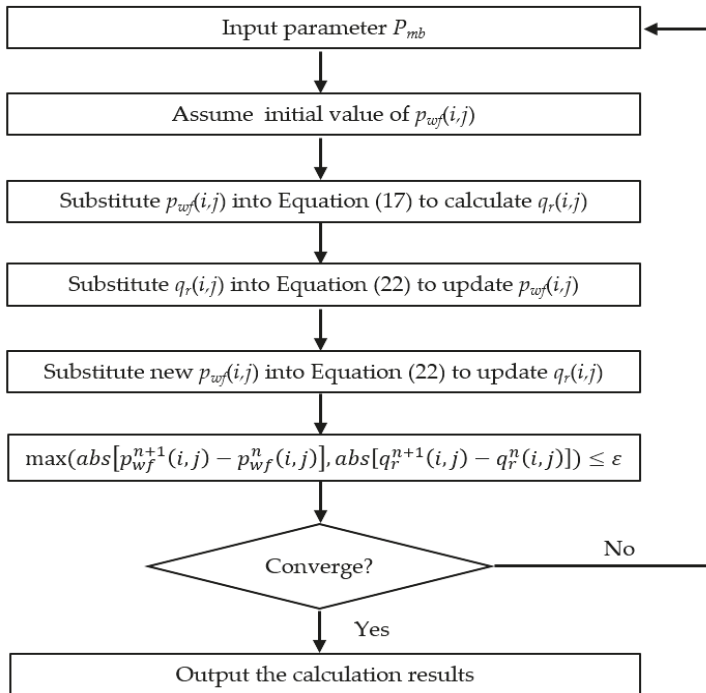 Input parameter P_mb
Assume initial value of p_wf(i,j)
Substitute p_wf(i,j) into Equation (17) to calculate q_r(i,j)
Substitute q_r(i,j) into Equation (22) to update p_wf(i,j)
Substitute new p_wf(i,j) into Equation (22) to update q_r(i,j)
max(abs[p_wf^{n+1}(i,j) − p_wf^n(i,j)], abs[q_r^{n+1}(i,j) − q_r^n(i,j)]) ≤ ε
Converge?
No
Yes
Output the calculation results